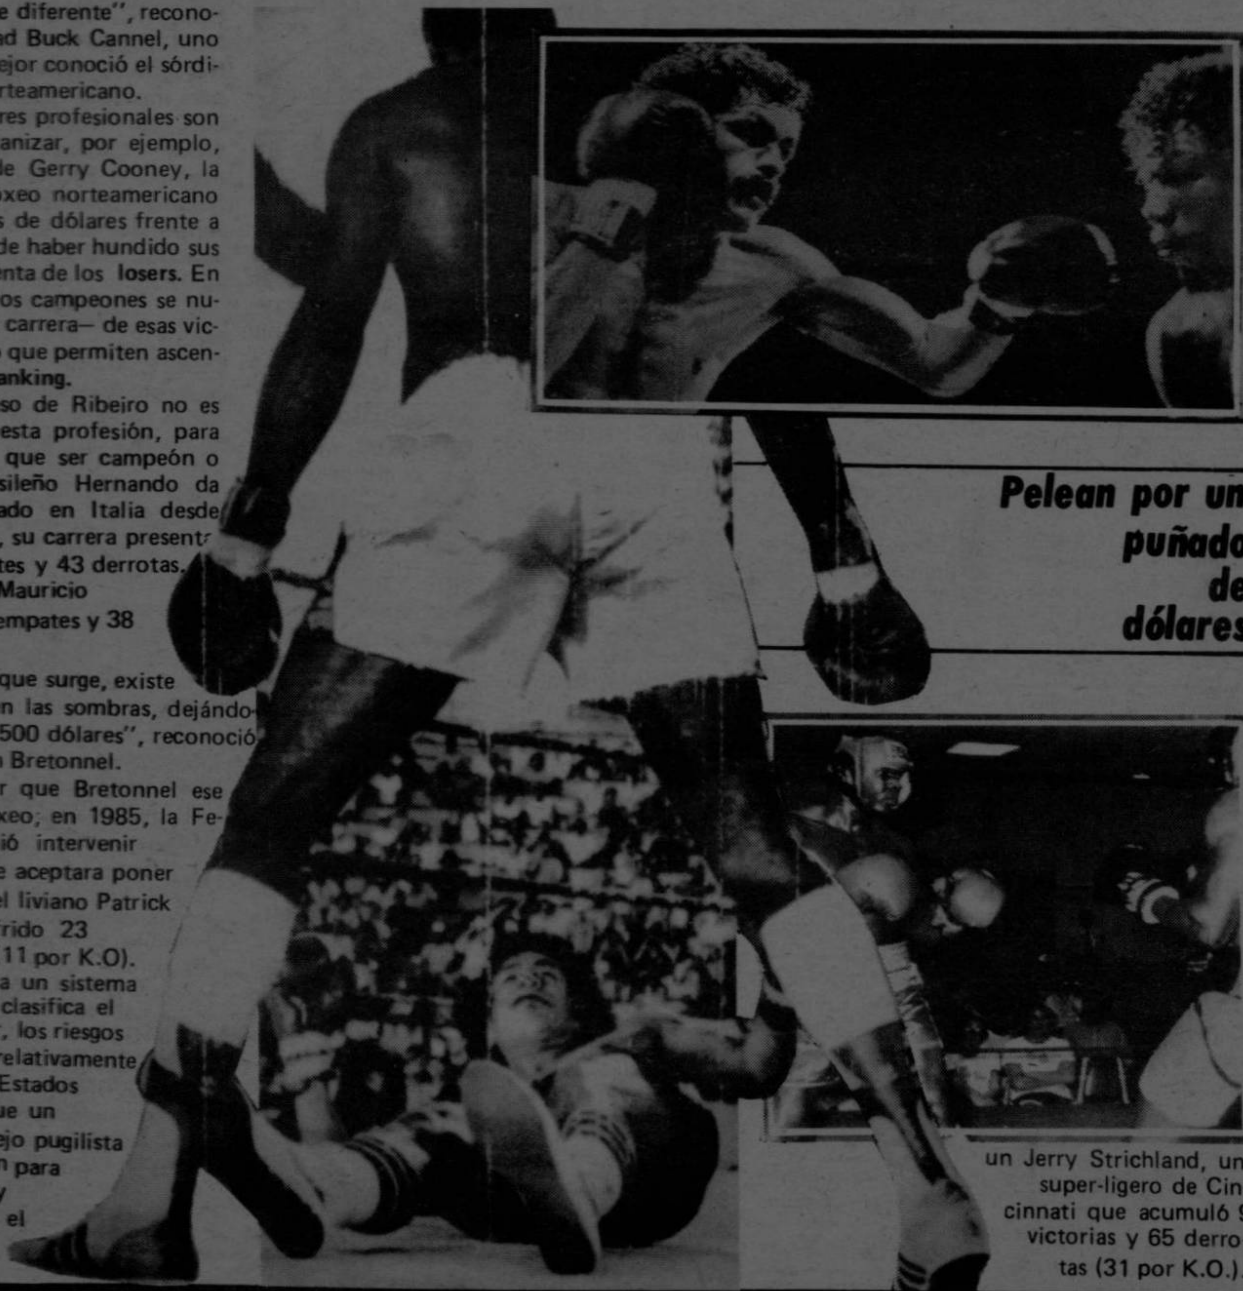 e diferente”, recono-
ad Buck Cannel, uno
ejor conoció el sórdi-
rteamericano.
res profesionales son
anizar, por ejemplo,
de Gerry Cooney, la
oxeo norteamericano
s de dólares frente a
de haber hundido sus
enta de los losers. En
os campeones se nu-
carrera— de esas vic-
o que permiten ascen-
anking.
so de Ribeiro no es
esta profesión, para
que ser campeón o
sileño Hernando da
ado en Italia desde
, su carrera presenta
tes y 43 derrotas.
Mauricio
empates y 38
que surge, existe
n las sombras, dejándo-
500 dólares”, reconoció
n Bretonnel.
r que Bretonnel ese
xeo; en 1985, la Fe-
ió intervenir
e aceptara poner
el liviano Patrick
rido 23
11 por K.O).
a un sistema
clasifica el
, los riesgos
relativamente
Estados
ue un
ejo pugilista
n para
y
el
Pelean por un
puñado
de
dólares
un Jerry Strichland, un
super-ligero de Cin
cinnati que acumuló 9
victorias y 65 derro
tas (31 por K.O.).